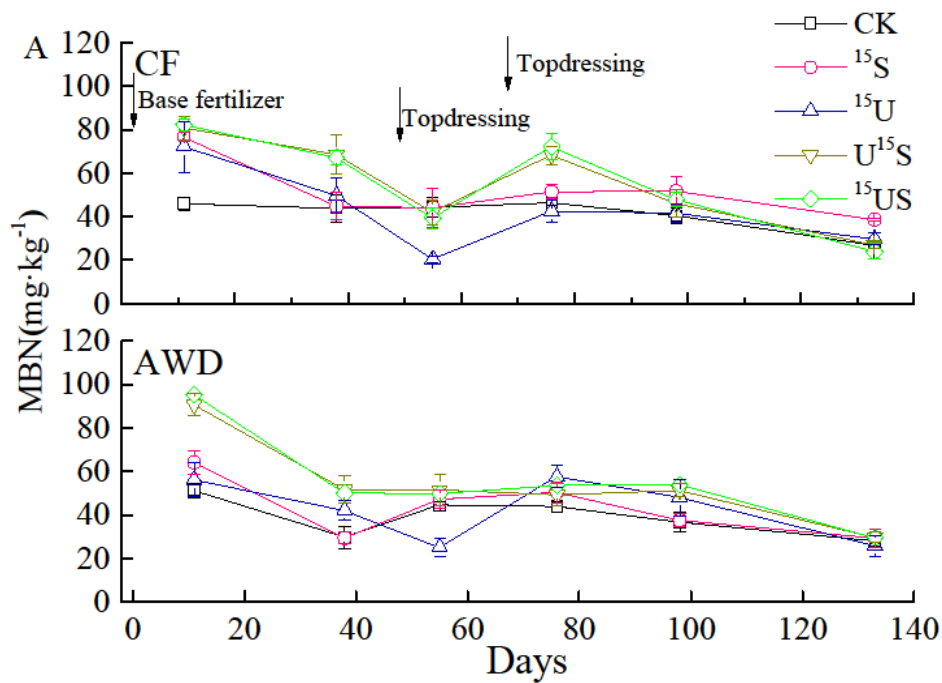 A
CF
Base fertilizer
Topdressing
Topdressing
CK
¹⁵S
¹⁵U
U¹⁵S
¹⁵US
120
100
80
60
40
20
0
MBN(mg·kg⁻¹)
AWD
120
100
80
60
40
20
0
0 20 40 60 80 100 120 140
Days